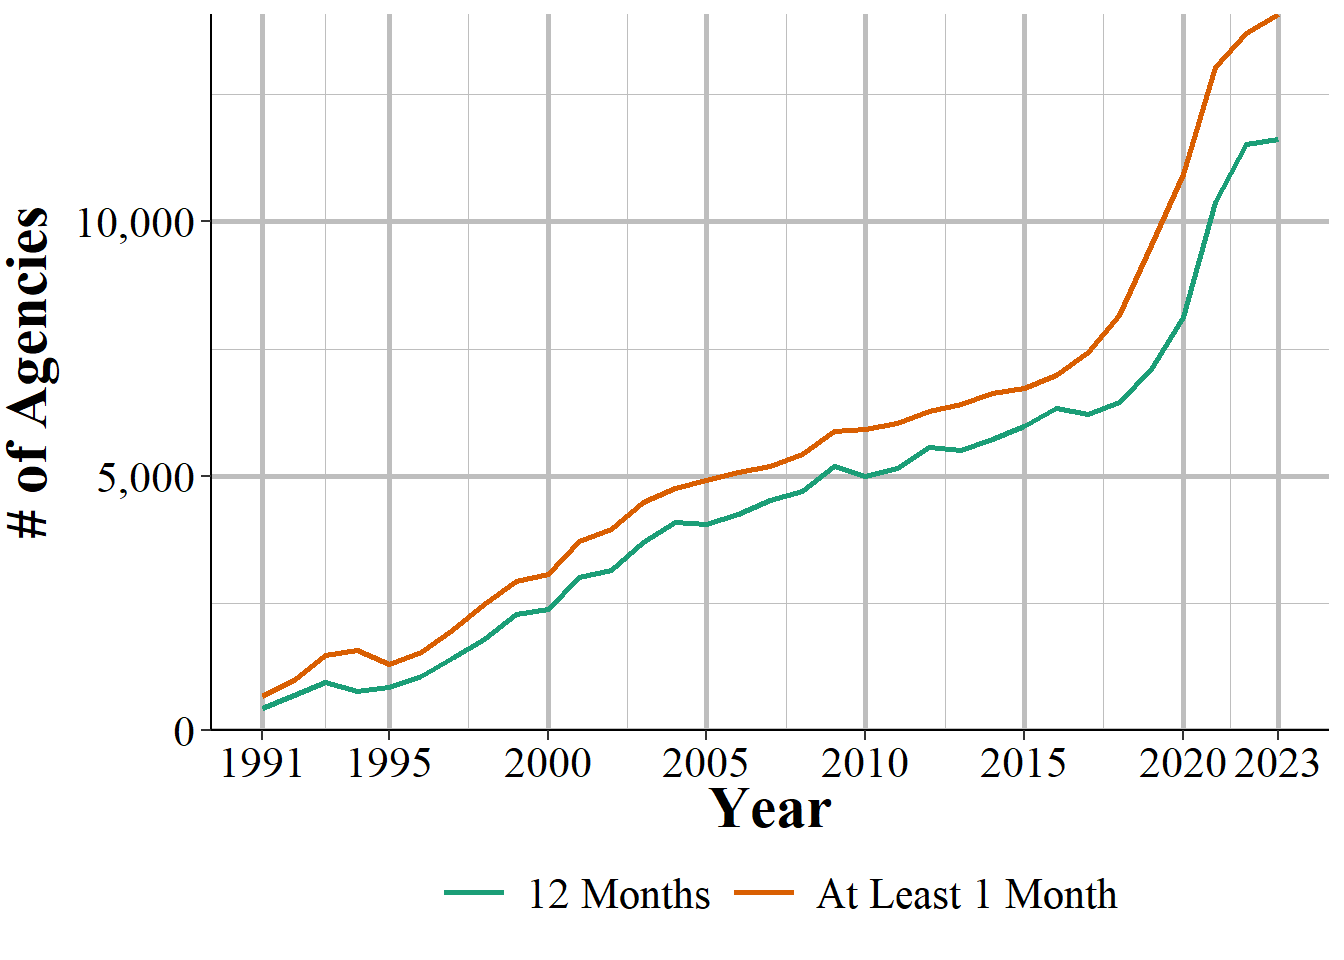 # of Agencies
10,000
5,000
0
1991 1995 2000 2005 2010 2015 2020 2023
Year
12 Months At Least 1 Month